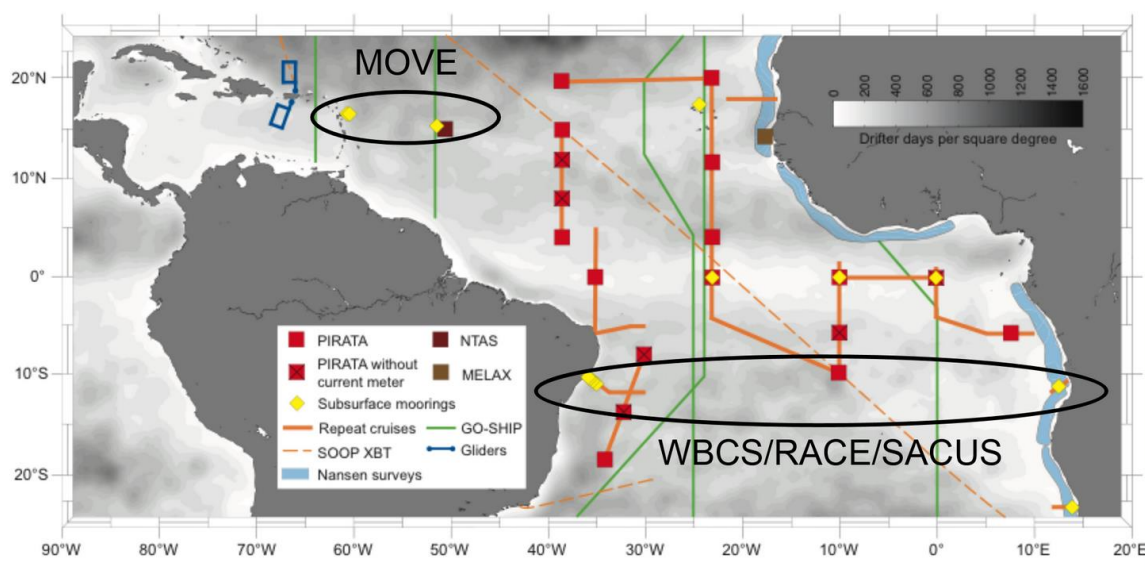 MOVE
20°N
10°N
0°
10°S
20°S
0
200
400
600
800
1000
1200
1400
1600
Drifter days per square degree
PIRATA
NTAS
PIRATA without
current meter
MELAX
Subsurface moorings
Repeat cruises
GO-SHIP
SOOP XBT
Gliders
Nansen surveys
WBCS/RACE/SACUS
90°W
80°W
70°W
60°W
50°W
40°W
30°W
20°W
10°W
0°
10°E
20°E